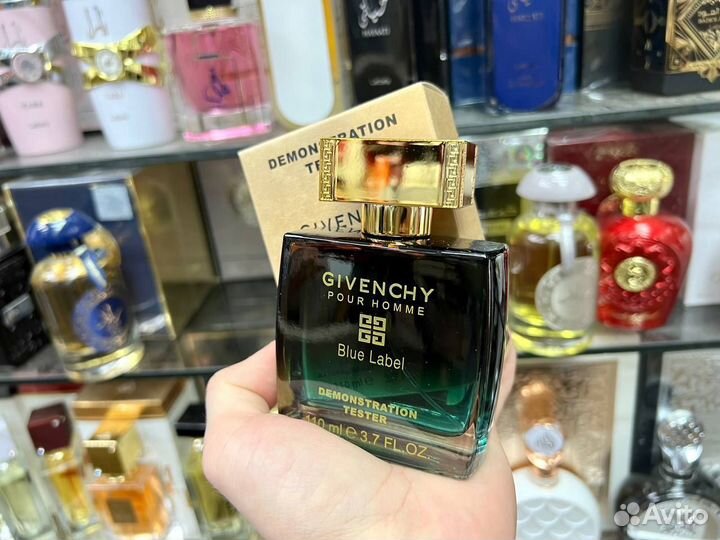 DEMONSTRATION
TESTER
GIVENCHY
POUR HOMME
Blue Label
DEMONSTRATION
TESTER
110 ml e 3.7 FL.OZ.
Avito